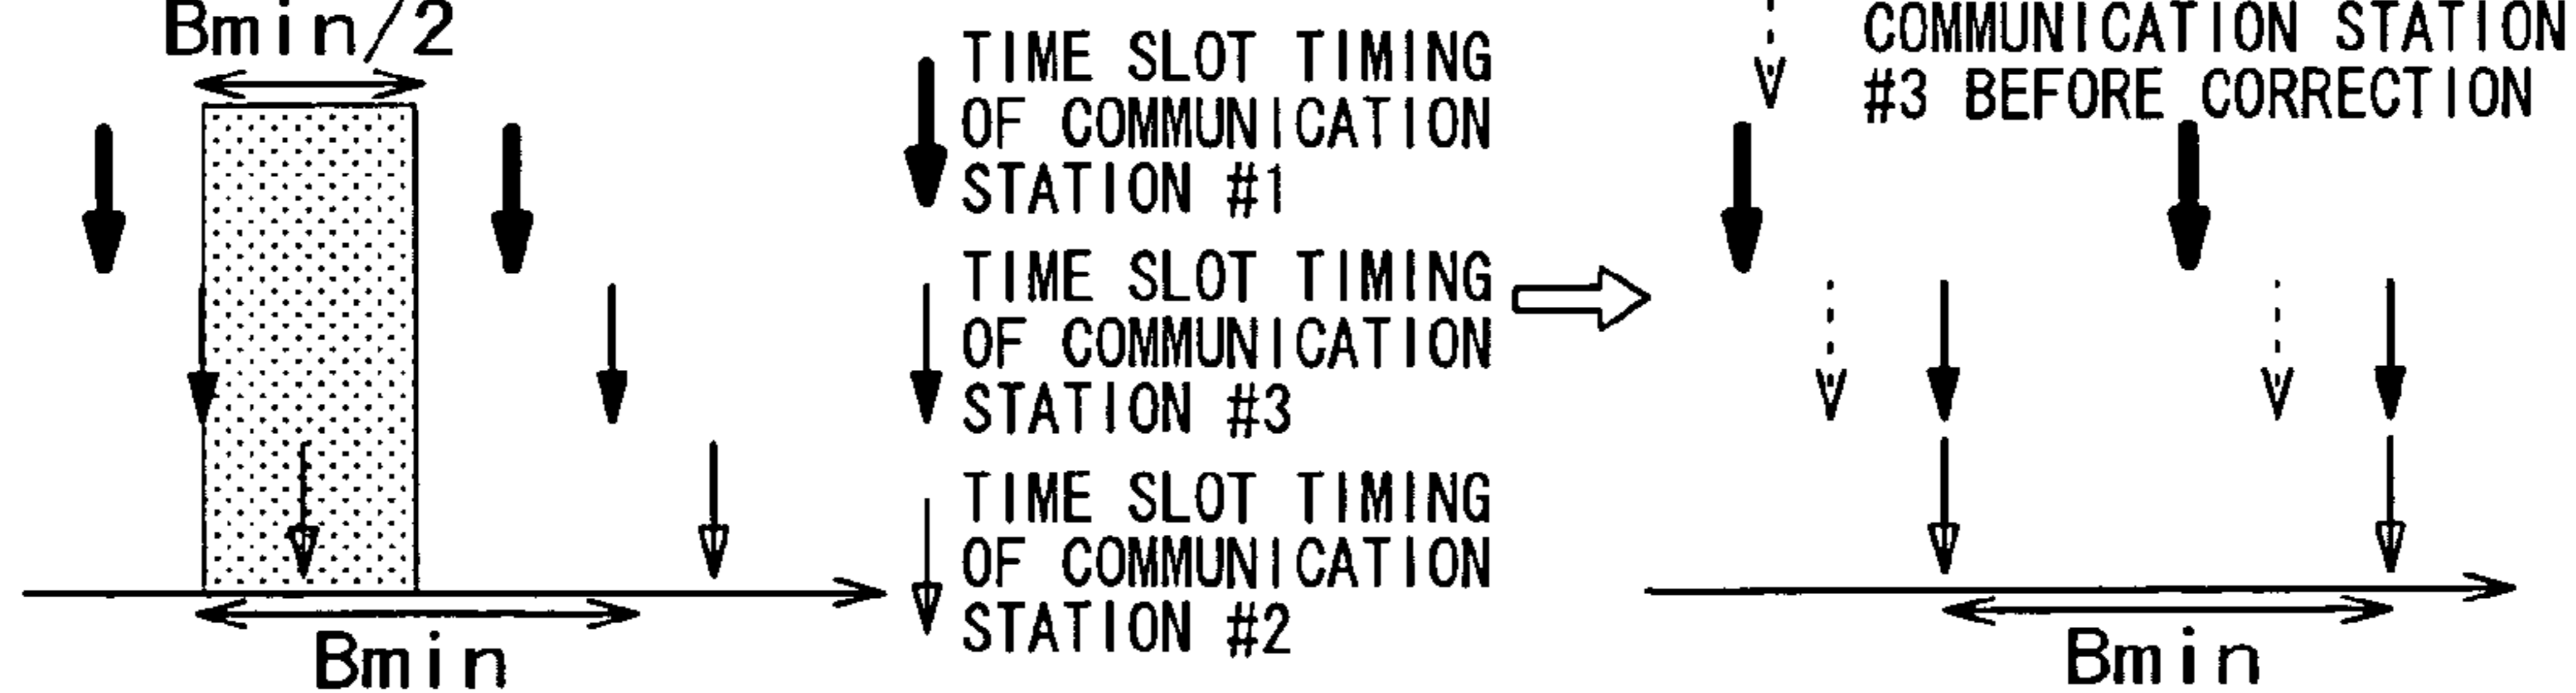 Bmin/2
TIME SLOT TIMING
OF COMMUNICATION
STATION #1
TIME SLOT TIMING
OF COMMUNICATION
STATION #3
TIME SLOT TIMING
OF COMMUNICATION
STATION #2
Bmin
COMMUNICATION STATION
#3 BEFORE CORRECTION
Bmin